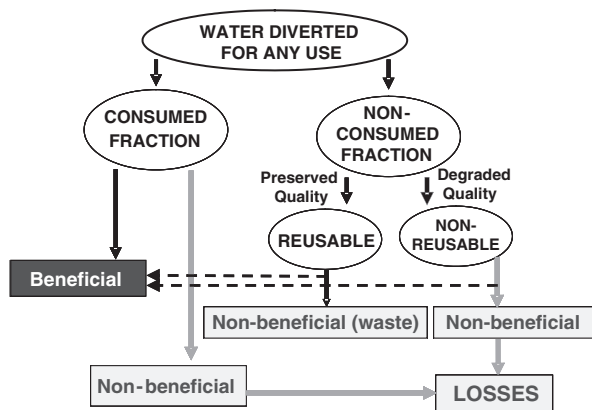 WATER DIVERTED
FOR ANY USE
CONSUMED
FRACTION
NON-
CONSUMED
FRACTION
Preserved
Quality
Degraded
Quality
REUSABLE
NON-
REUSABLE
Beneficial
Non-beneficial (waste)
Non-beneficial
Non-beneficial
LOSSES